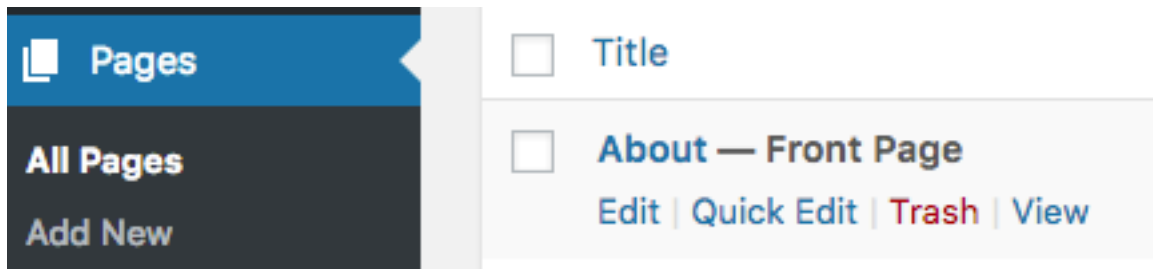 Pages
All Pages
Add New
Title
About — Front Page
Edit | Quick Edit | Trash | View